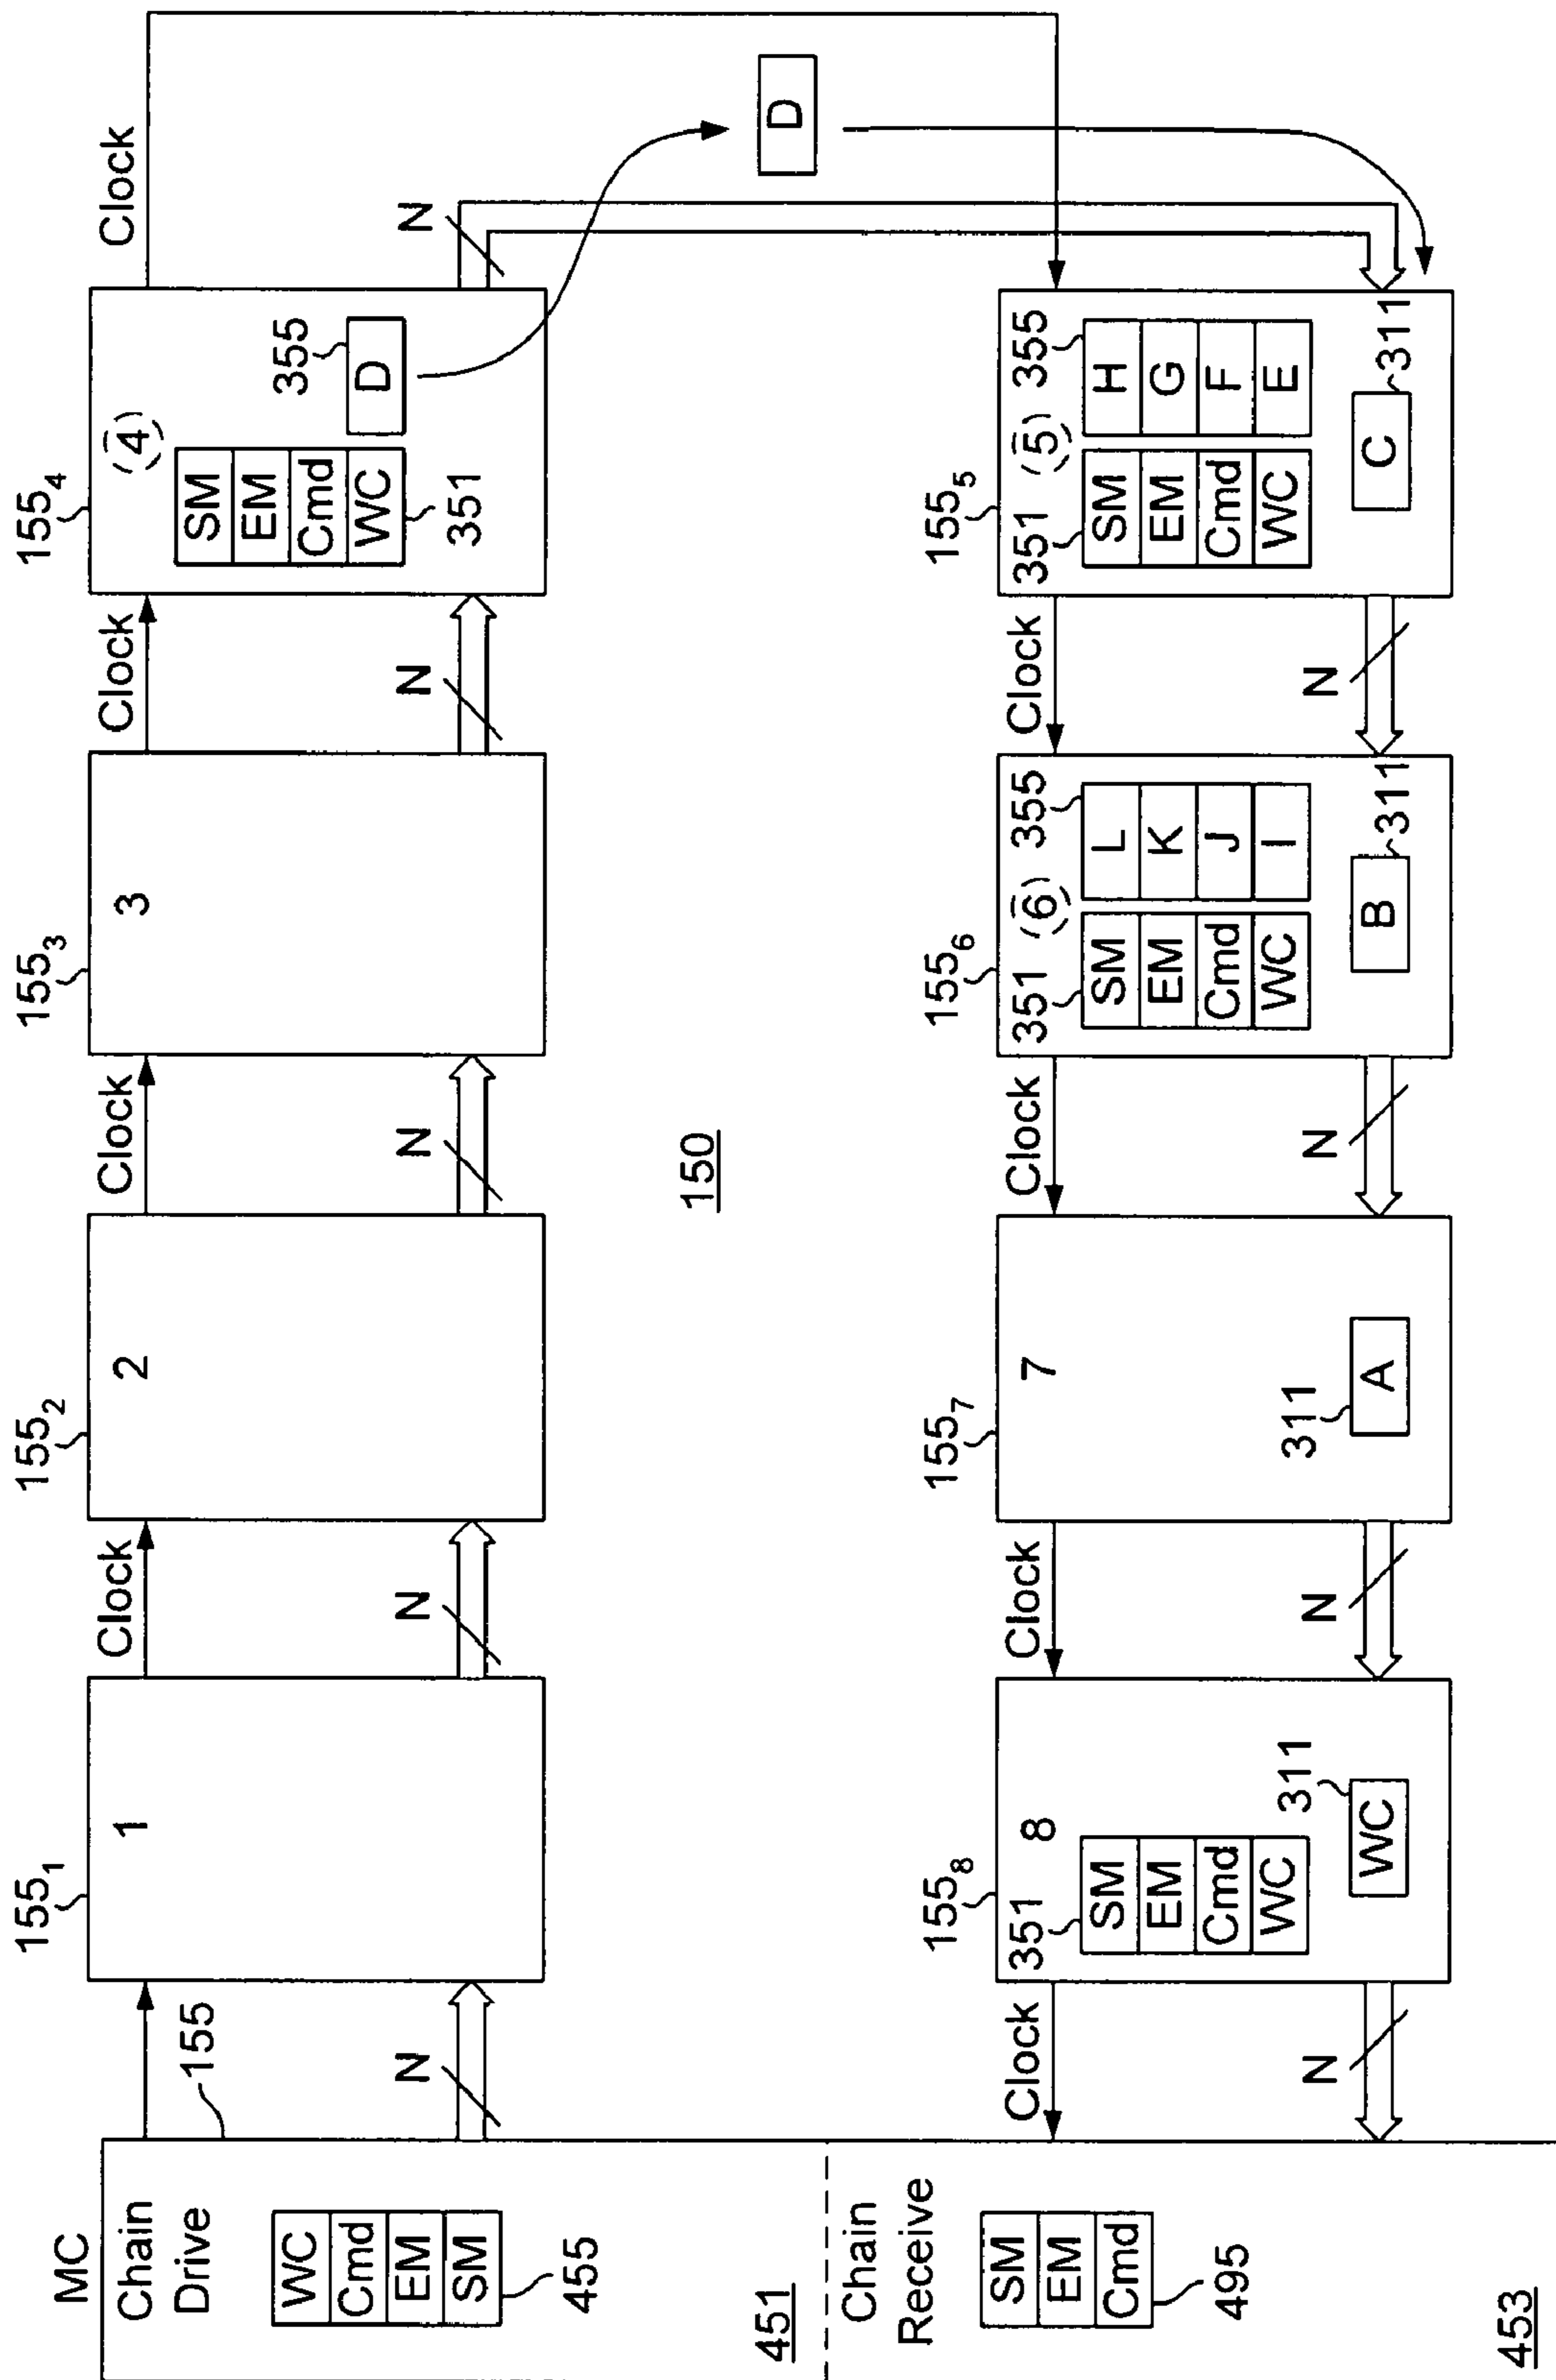 MC
Chain
Drive
WC
Cmd
EM
SM
455
451
155
N
155₁
1
Clock
N
155₂
2
Clock
N
155₃
3
Clock
N
155₄
(4)
SM
EM
Cmd
WC
351
355
D
Clock
N
D
150
Chain
Receive
SM
EM
Cmd
495
453
Clock
N
155₈
8
351
SM
EM
Cmd
WC
311
WC
Clock
N
155₇
7
311
A
Clock
N
155₆
351
(6)
355
SM
EM
Cmd
WC
L
K
J
I
B
311
Clock
N
155₅
351
(5)
355
SM
EM
Cmd
WC
H
G
F
E
C
311